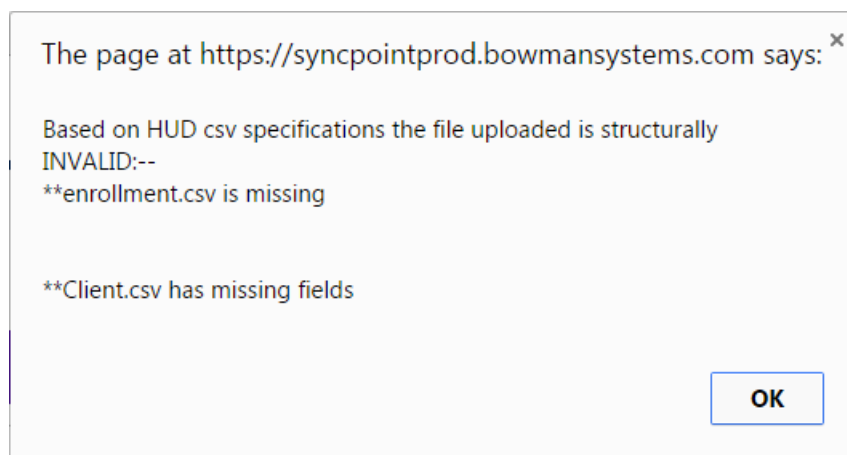 The page at https://syncpointprod.bowmansystems.com says:
×
Based on HUD csv specifications the file uploaded is structurally
INVALID:--
**enrollment.csv is missing
**Client.csv has missing fields
OK